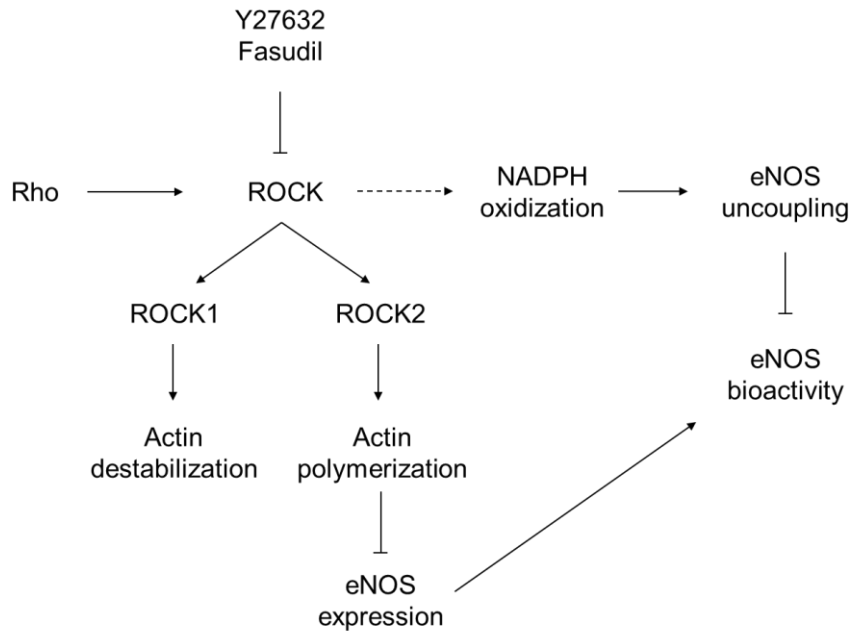 Y27632
Fasudil
Rho
ROCK
NADPH
oxidization
eNOS
uncoupling
ROCK1
ROCK2
eNOS
bioactivity
Actin
destabilization
Actin
polymerization
eNOS
expression